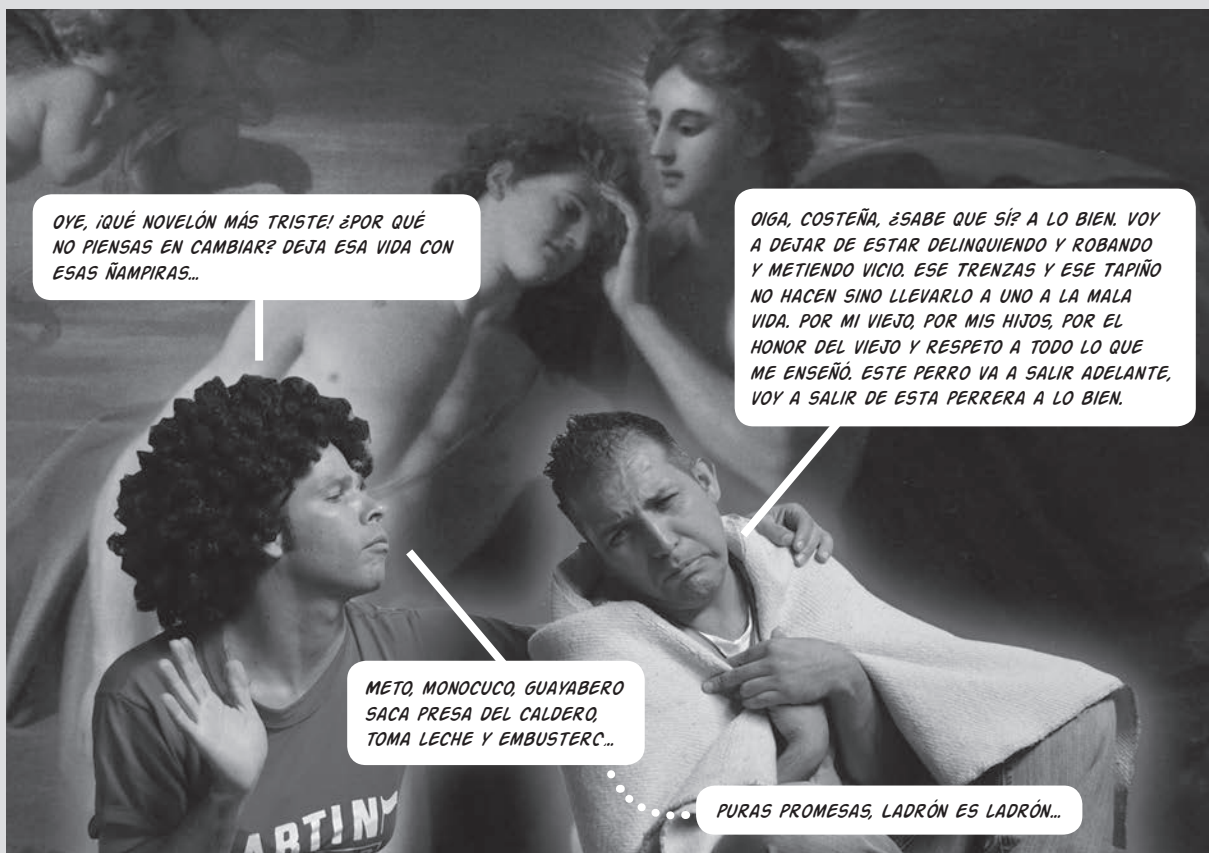 OYE, ¡QUÉ NOVELÓN MÁS TRISTE! ¿POR QUÉ
NO PIENSAS EN CAMBIAR? DEJA ESA VIDA CON
ESAS ÑAMPIRAS...
OIGA, COSTEÑA, ¿SABE QUE SÍ? A LO BIEN. VOY
A DEJAR DE ESTAR DELINQUIENDO Y ROBANDO
Y METIENDO VICIO. ESE TRENZAS Y ESE TAPIÑO
NO HACEN SINO LLEVARLO A UNO A LA MALA
VIDA. POR MI VIEJO, POR MIS HIJOS, POR EL
HONOR DEL VIEJO Y RESPETO A TODO LO QUE
ME ENSEÑÓ. ESTE PERRO VA A SALIR ADELANTE,
VOY A SALIR DE ESTA PERRERA A LO BIEN.
METO, MONOCUCO, GUAYABERO
SACA PRESA DEL CALDERO,
TOMA LECHE Y EMBUSTERO...
PURAS PROMESAS, LADRÓN ES LADRÓN...
ARTIN